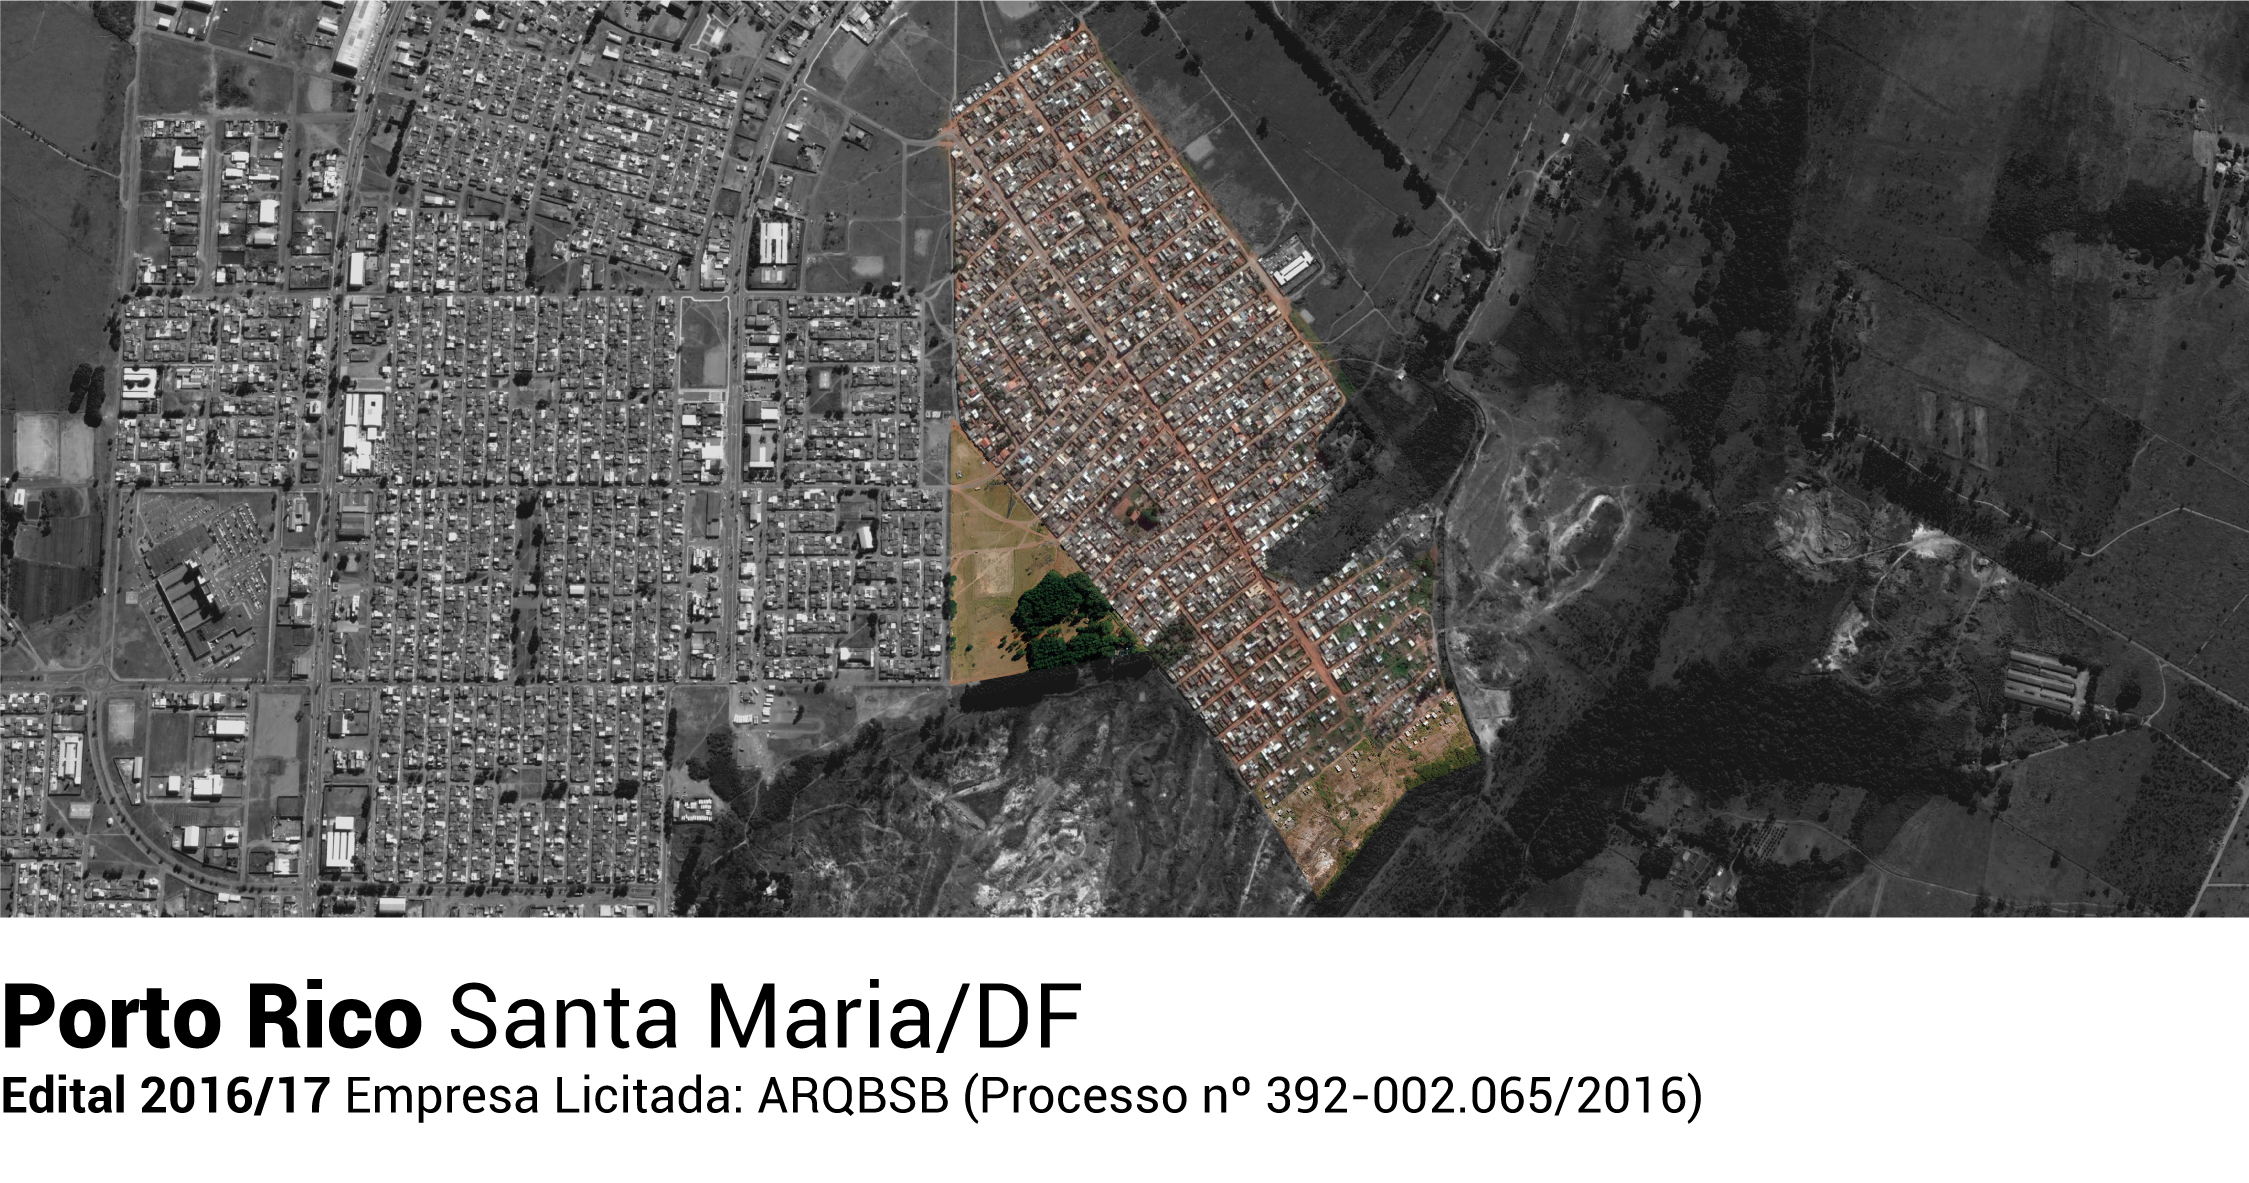 Porto Rico Santa Maria/DF
Edital 2016/17 Empresa Licitada: ARQBSB (Processo nº 392-002.065/2016)